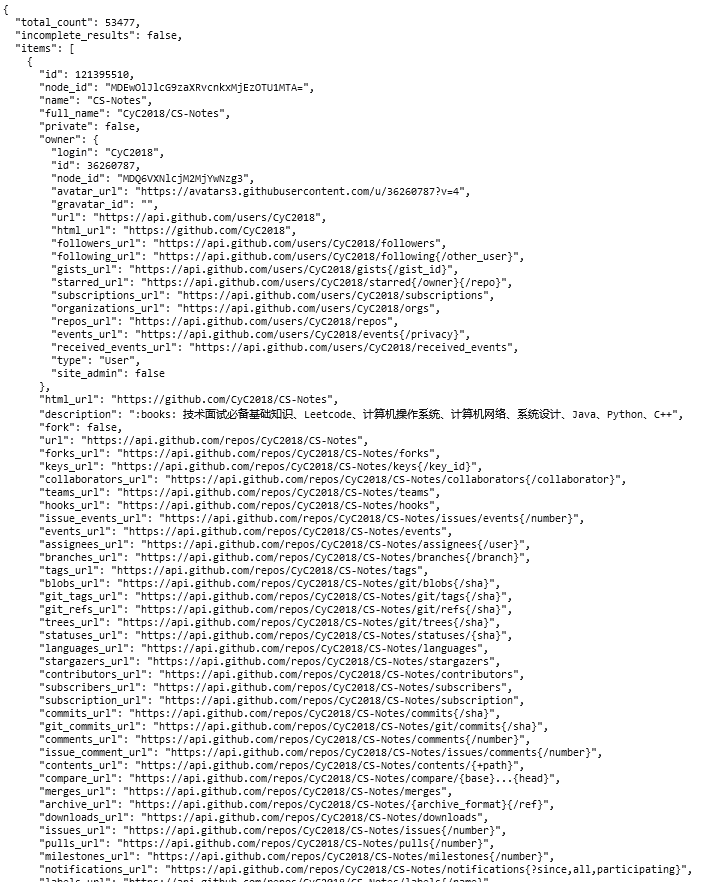 {
"total_count": 53477,
"incomplete_results": false,
"items": [
{
"id": 121395510,
"node_id": "MDEwOlJlcG9zaXRvcnkxMjEzOTU1MTA=",
"name": "CS-Notes",
"full_name": "CyC2018/CS-Notes",
"private": false,
"owner": {
"login": "CyC2018",
"id": 36260787,
"node_id": "MDQ6VXNlcjM2MjYwNzg3",
"avatar_url": "https://avatars3.githubusercontent.com/u/36260787?v=4",
"gravatar_id": "",
"url": "https://api.github.com/users/CyC2018",
"html_url": "https://github.com/CyC2018",
"followers_url": "https://api.github.com/users/CyC2018/followers",
"following_url": "https://api.github.com/users/CyC2018/following{/other_user}",
"gists_url": "https://api.github.com/users/CyC2018/gists{/gist_id}",
"starred_url": "https://api.github.com/users/CyC2018/starred{/owner}{/repo}",
"subscriptions_url": "https://api.github.com/users/CyC2018/subscriptions",
"organizations_url": "https://api.github.com/users/CyC2018/orgs",
"repos_url": "https://api.github.com/users/CyC2018/repos",
"events_url": "https://api.github.com/users/CyC2018/events{/privacy}",
"received_events_url": "https://api.github.com/users/CyC2018/received_events",
"type": "User",
"site_admin": false
},
"html_url": "https://github.com/CyC2018/CS-Notes",
"description": ":books: 技术面试必备基础知识、Leetcode、计算机操作系统、计算机网络、系统设计、Java、Python、C++",
"fork": false,
"url": "https://api.github.com/repos/CyC2018/CS-Notes",
"forks_url": "https://api.github.com/repos/CyC2018/CS-Notes/forks",
"keys_url": "https://api.github.com/repos/CyC2018/CS-Notes/keys{/key_id}",
"collaborators_url": "https://api.github.com/repos/CyC2018/CS-Notes/collaborators{/collaborator}",
"teams_url": "https://api.github.com/repos/CyC2018/CS-Notes/teams",
"hooks_url": "https://api.github.com/repos/CyC2018/CS-Notes/hooks",
"issue_events_url": "https://api.github.com/repos/CyC2018/CS-Notes/issues/events{/number}",
"events_url": "https://api.github.com/repos/CyC2018/CS-Notes/events",
"assignees_url": "https://api.github.com/repos/CyC2018/CS-Notes/assignees{/user}",
"branches_url": "https://api.github.com/repos/CyC2018/CS-Notes/branches{/branch}",
"tags_url": "https://api.github.com/repos/CyC2018/CS-Notes/tags",
"blobs_url": "https://api.github.com/repos/CyC2018/CS-Notes/git/blobs{/sha}",
"git_tags_url": "https://api.github.com/repos/CyC2018/CS-Notes/git/tags{/sha}",
"git_refs_url": "https://api.github.com/repos/CyC2018/CS-Notes/git/refs{/sha}",
"trees_url": "https://api.github.com/repos/CyC2018/CS-Notes/git/trees{/sha}",
"statuses_url": "https://api.github.com/repos/CyC2018/CS-Notes/statuses/{sha}",
"languages_url": "https://api.github.com/repos/CyC2018/CS-Notes/languages",
"stargazers_url": "https://api.github.com/repos/CyC2018/CS-Notes/stargazers",
"contributors_url": "https://api.github.com/repos/CyC2018/CS-Notes/contributors",
"subscribers_url": "https://api.github.com/repos/CyC2018/CS-Notes/subscribers",
"subscription_url": "https://api.github.com/repos/CyC2018/CS-Notes/subscription",
"commits_url": "https://api.github.com/repos/CyC2018/CS-Notes/commits{/sha}",
"git_commits_url": "https://api.github.com/repos/CyC2018/CS-Notes/git/commits{/sha}",
"comments_url": "https://api.github.com/repos/CyC2018/CS-Notes/comments{/number}",
"issue_comment_url": "https://api.github.com/repos/CyC2018/CS-Notes/issues/comments{/number}",
"contents_url": "https://api.github.com/repos/CyC2018/CS-Notes/contents/{+path}",
"compare_url": "https://api.github.com/repos/CyC2018/CS-Notes/compare/{base}...{head}",
"merges_url": "https://api.github.com/repos/CyC2018/CS-Notes/merges",
"archive_url": "https://api.github.com/repos/CyC2018/CS-Notes/{archive_format}{/ref}",
"downloads_url": "https://api.github.com/repos/CyC2018/CS-Notes/downloads",
"issues_url": "https://api.github.com/repos/CyC2018/CS-Notes/issues{/number}",
"pulls_url": "https://api.github.com/repos/CyC2018/CS-Notes/pulls{/number}",
"milestones_url": "https://api.github.com/repos/CyC2018/CS-Notes/milestones{/number}",
"notifications_url": "https://api.github.com/repos/CyC2018/CS-Notes/notifications{?since,all,participating}",